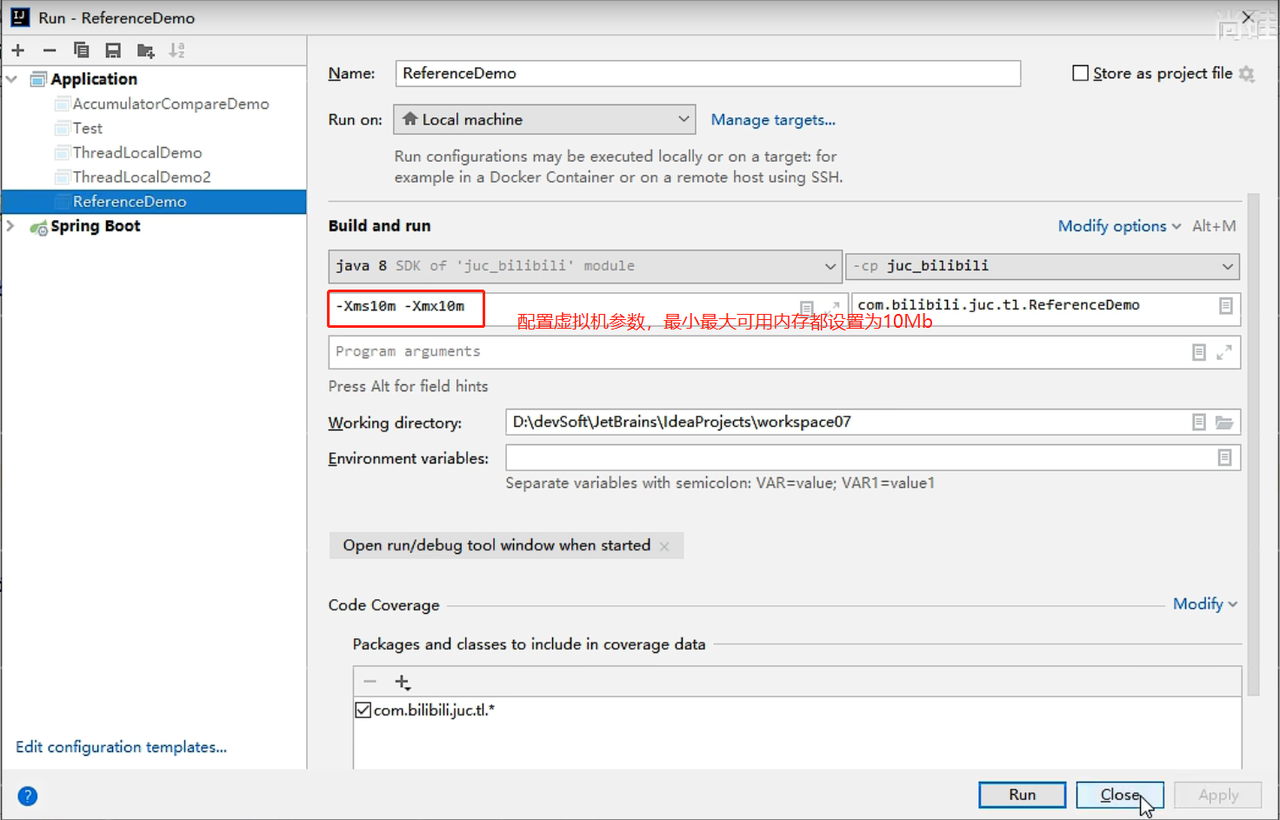 Run - ReferenceDemo
尚硅
Application
AccumulatorCompareDemo
Test
ThreadLocalDemo
ThreadLocalDemo2
ReferenceDemo
Spring Boot
Edit configuration templates...
Name: ReferenceDemo Store as project file
Run on: Local machine Manage targets...
Run configurations may be executed locally or on a target: for
example in a Docker Container or on a remote host using SSH.
Build and run Modify options Alt+M
java 8 SDK of 'juc_bilibili' module -cp juc_bilibili
-Xms10m -Xmx10m com.bilibili.juc.tl.ReferenceDemo
配置虚拟机参数，最小最大可用内存都设置为10Mb
Program arguments
Press Alt for field hints
Working directory: D:\devSoft\JetBrains\IdeaProjects\workspace07
Environment variables:
Separate variables with semicolon: VAR=value; VAR1=value1
Open run/debug tool window when started
Code Coverage Modify
Packages and classes to include in coverage data
com.bilibili.juc.tl.*
Run Close Apply